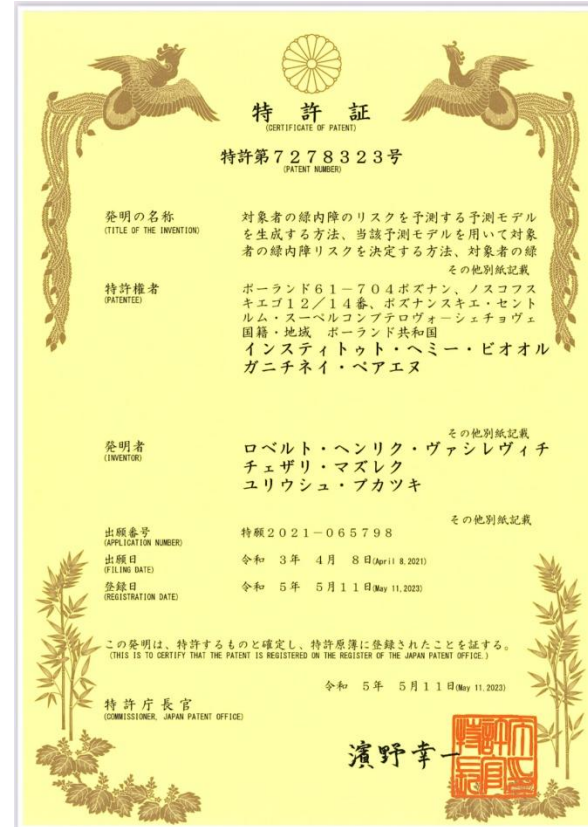 特許証
(CERTIFICATE OF PATENT)
特許第7278323号
(PATENT NUMBER)
発明の名称
(TITLE OF THE INVENTION)
対象者の緑内障のリスクを予測する予測モデル
を生成する方法、当該予測モデルを用いて対象
者の緑内障リスクを決定する方法、対象者の緑
その他別紙記載
特許権者
(PATENTEE)
ポーランド61-704ポズナン、ノスコフス
キエゴ12/14番、ポズナンスキエ・セント
ルム・スーペルコンプテロヴォーシェチョヴェ
国籍・地域 ポーランド共和国
インスティトゥト・ヘミー・ビオオル
ガニチネイ・ペアエヌ
その他別紙記載
発明者
(INVENTOR)
ロベルト・ヘンリク・ヴァシレヴィチ
チェザリ・マズレク
ユリウシュ・プカツキ
その他別紙記載
出願番号
(APPLICATION NUMBER)
特願2021-065798
出願日
(FILING DATE)
令和 3年 4月 8日(April 8,2021)
登録日
(REGISTRATION DATE)
令和 5年 5月11日(May 11,2023)
この発明は、特許するものと確定し、特許原簿に登録されたことを証する。
(THIS IS TO CERTIFY THAT THE PATENT IS REGISTERED ON THE REGISTER OF THE JAPAN PATENT OFFICE.)
令和 5年 5月11日(May 11,2023)
特許庁長官
(COMMISSIONER, JAPAN PATENT OFFICE)
濱野幸一
特許庁長官之印